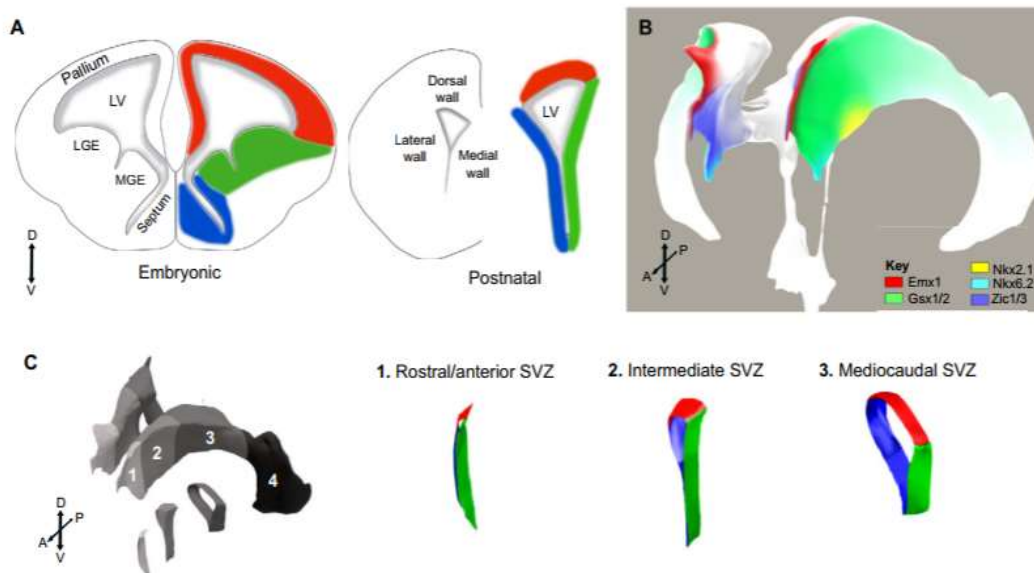 A
Pallium
LV
LGE
MGE
Septum
D
V
Embryonic
Dorsal
wall
LV
Lateral
wall
Medial
wall
Postnatal
B
D
P
A
V
Key
Emx1
Gsx1/2
Nkx2.1
Nkx6.2
Zic1/3
C
1
2
3
4
D
P
A
V
1. Rostral/anterior SVZ
2. Intermediate SVZ
3. Mediocaudal SVZ